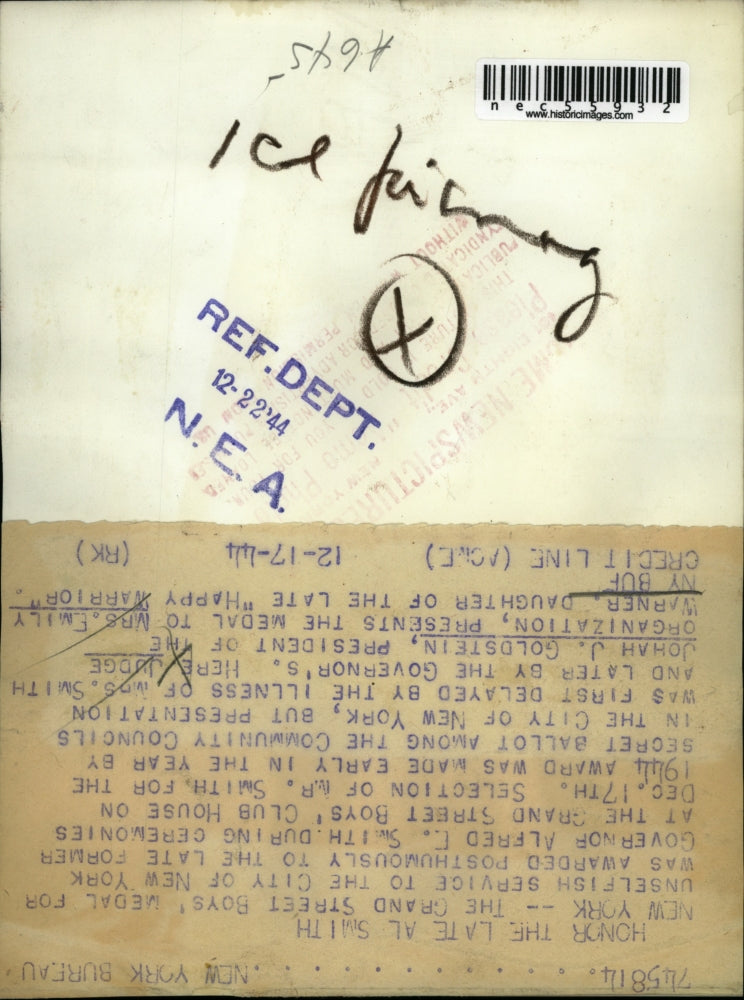 A645
nec55932
www.historicimages.com
Ice
REF. DEPT.
12-22'44
N. E. A.
745814. . . . . . . . . . . . .NEW YORK BUREAU
HONOR THE LATE AL SMITH
NEW YORK -- THE GRAND STREET BOYS' MEDAL FOR
UNSELFISH SERVICE TO THE CITY OF NEW YORK
WAS AWARDED POSTHUMOUSLY TO THE LATE FORMER
GOVERNOR ALFRED E. SMITH DURING CEREMONIES
AT THE GRAND STREET BOYS' CLUB HOUSE ON
DEC. 17TH. SELECTION OF MR. SMITH FOR THE
1944 AWARD WAS MADE EARLY IN THE YEAR BY
SECRET BALLOT AMONG THE COMMUNITY COUNCILS
IN THE CITY OF NEW YORK, BUT PRESENTATION
WAS FIRST DELAYED BY THE ILLNESS OF MRS. SMITH
AND LATER BY THE GOVERNOR'S. HERE JUDGE
JOHAH J. GOLDSTEIN, PRESIDENT OF THE
ORGANIZATION, PRESENTS THE MEDAL TO MRS. EMILY
WARNER, DAUGHTER OF THE LATE "HAPPY WARRIOR".
NY BUF
CREDIT LINE (ACME) 12-17-44 (RK)